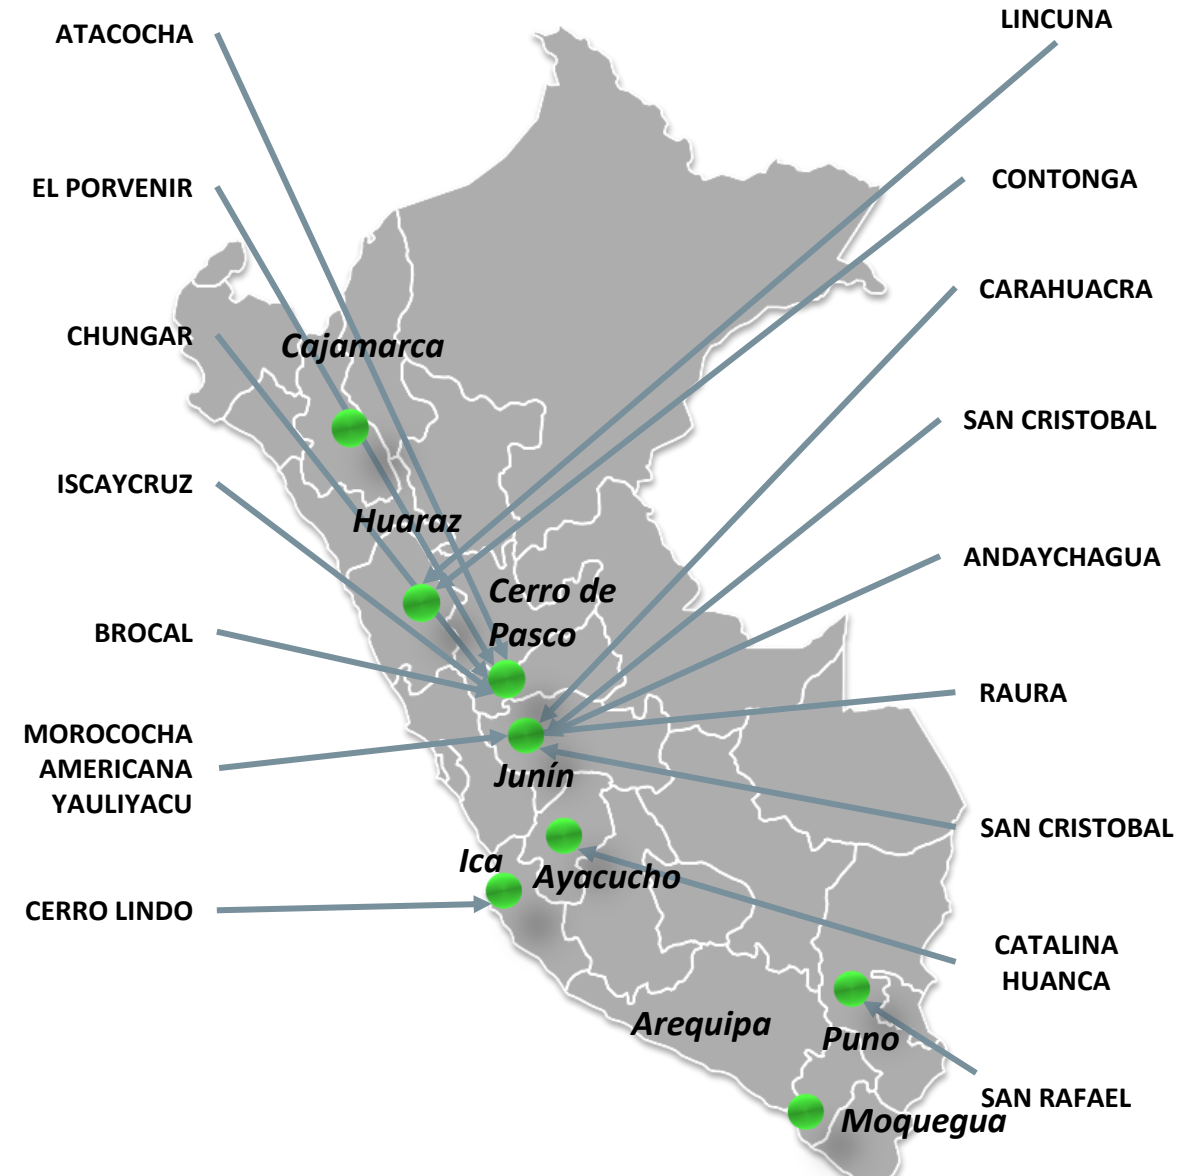 LINCUNA
ATACOCHA
CONTONGA
EL PORVENIR
CARAHUACRA
CHUNGAR
Cajamarca
SAN CRISTOBAL
ISCAYCRUZ
Huaraz
ANDAYCHAGUA
Cerro de
Pasco
BROCAL
RAURA
MOROCOCHA
AMERICANA
YAULIYACU
Junín
SAN CRISTOBAL
Ica
Ayacucho
CERRO LINDO
CATALINA
HUANCA
Arequipa
Puno
SAN RAFAEL
Moquegua